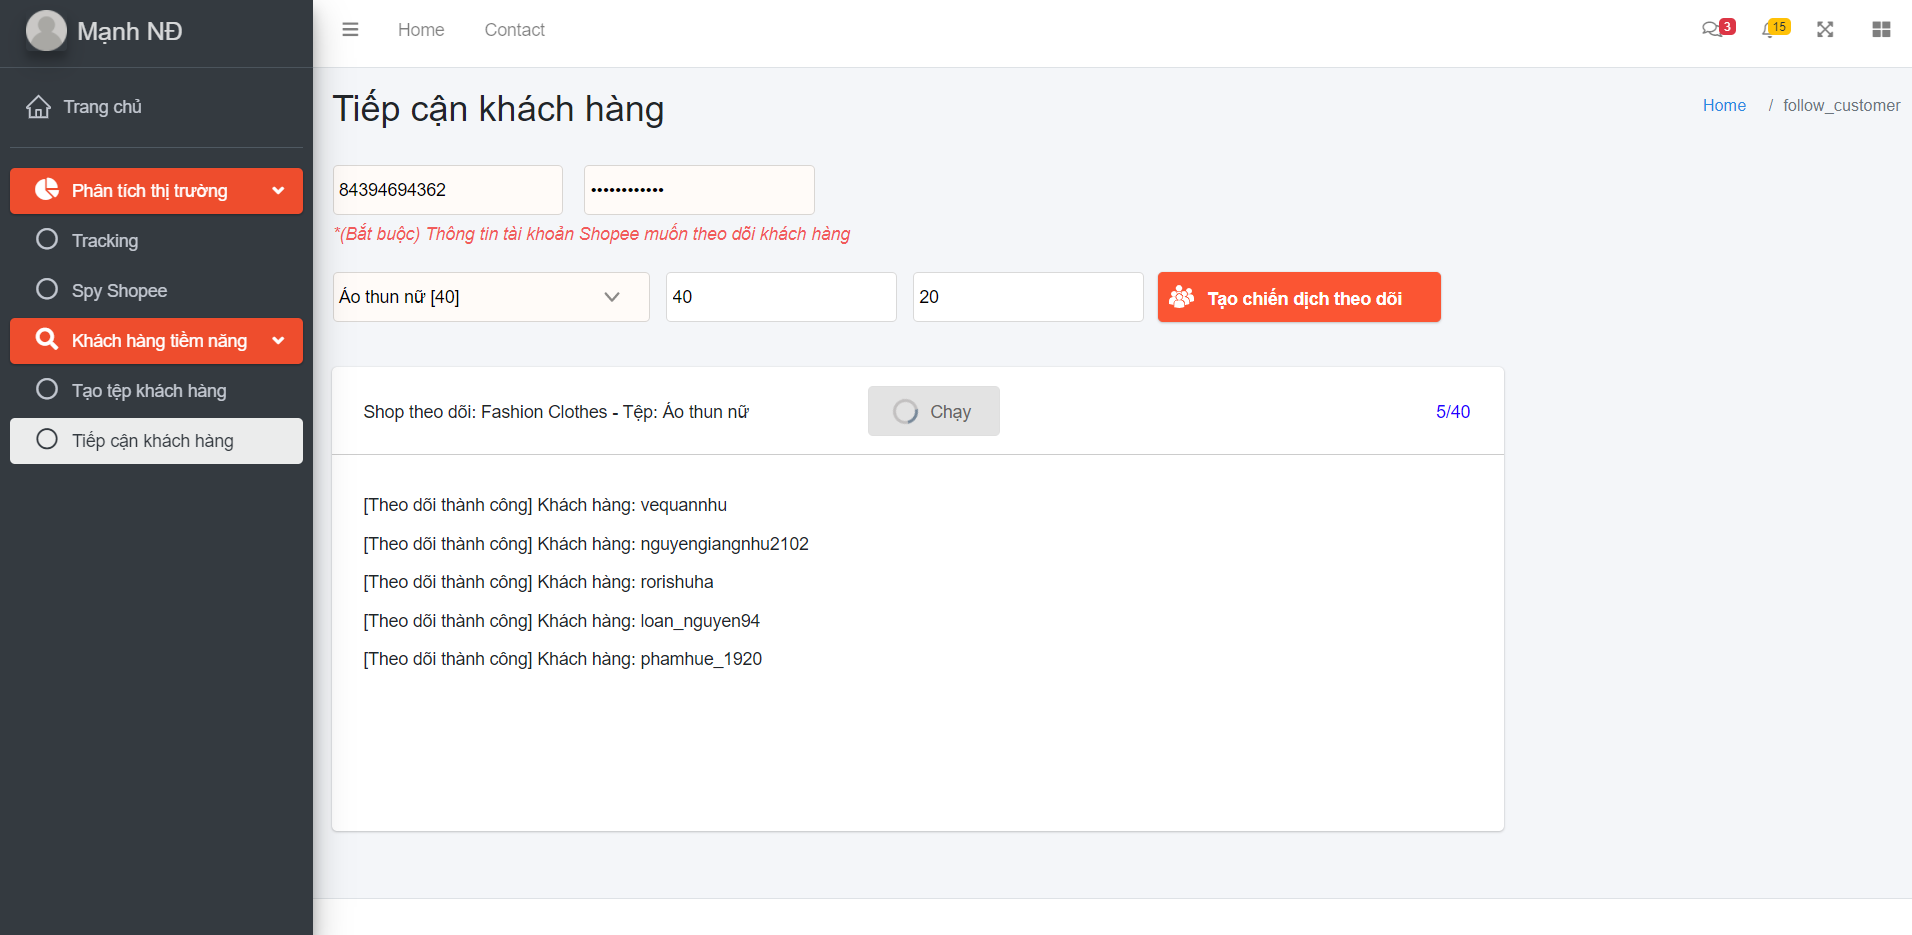 Mạnh NĐ
Home
Contact
3
15
Trang chủ
Phân tích thị trường
Tracking
Spy Shopee
Khách hàng tiềm năng
Tạo tệp khách hàng
Tiếp cận khách hàng
Tiếp cận khách hàng
Home / follow_customer
84394694362
••••••••••••
*(Bắt buộc) Thông tin tài khoản Shopee muốn theo dõi khách hàng
Áo thun nữ [40]
40
20
Tạo chiến dịch theo dõi
Shop theo dõi: Fashion Clothes - Tệp: Áo thun nữ
Chạy
5/40
[Theo dõi thành công] Khách hàng: vequannhu
[Theo dõi thành công] Khách hàng: nguyengiangnhu2102
[Theo dõi thành công] Khách hàng: rorishuha
[Theo dõi thành công] Khách hàng: loan_nguyen94
[Theo dõi thành công] Khách hàng: phamhue_1920